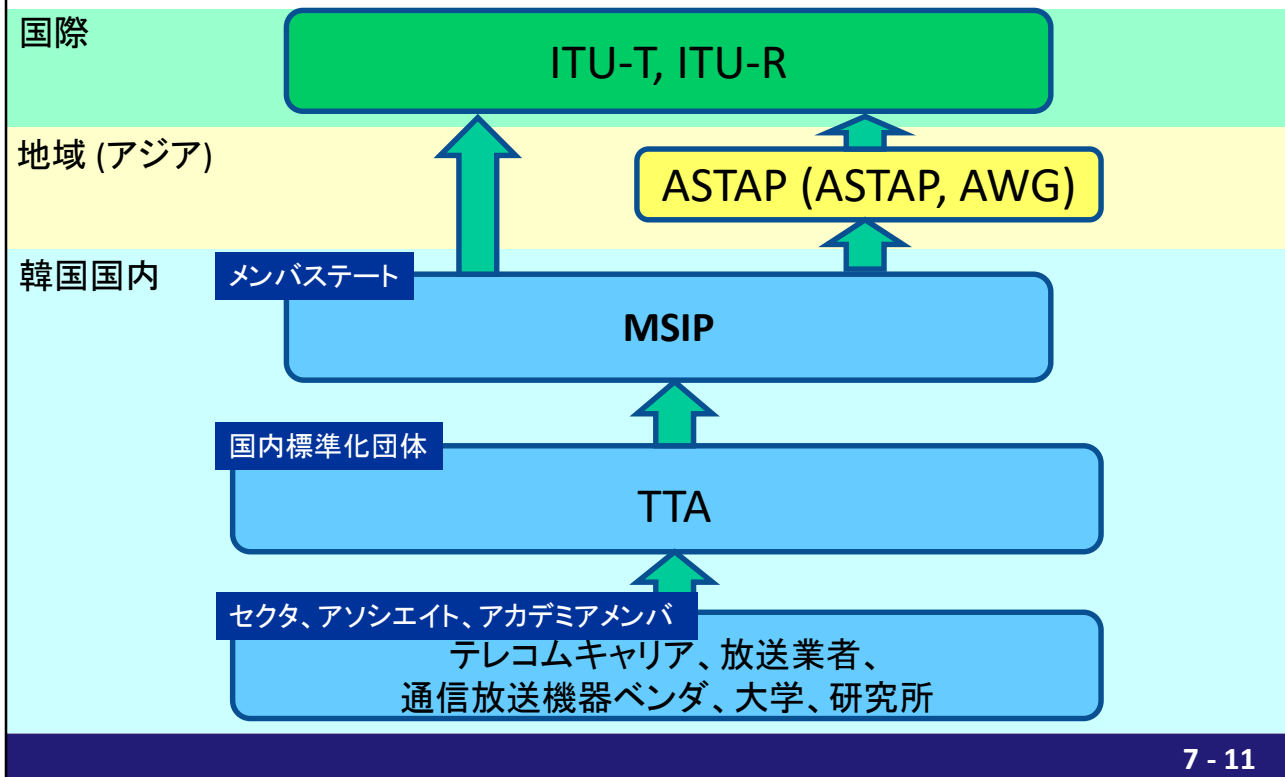 国際
ITU-T, ITU-R
地域 (アジア)
ASTAP (ASTAP, AWG)
韓国国内
メンバステート
MSIP
国内標準化団体
TTA
セクタ、アソシエイト、アカデミアメンバ
テレコムキャリア、放送業者、
通信放送機器ベンダ、大学、研究所
7 - 11